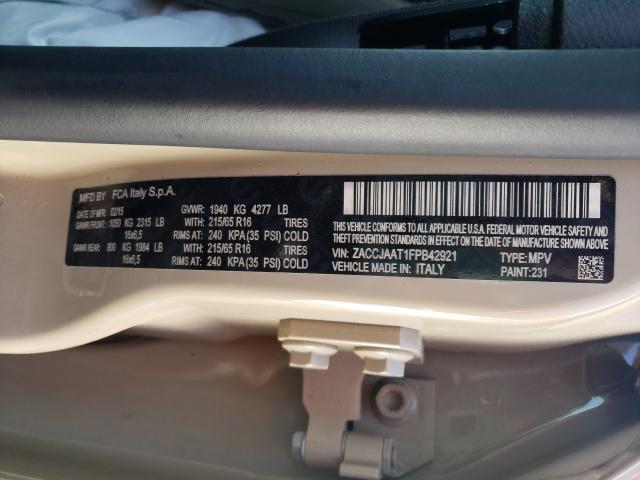 MFD BY FCA Italy S.p.A.
DATE OF MFR: 02/15 GVWR: 1940 KG 4277 LB
GAWR FRONT: 1050 KG 2315 LB WITH: 215/65 R16 TIRES
16x6,5 RIMS AT: 240 KPA(35 PSI) COLD
GAWR REAR: 900 KG 1984 LB WITH: 215/65 R16 TIRES
16x6,5 RIMS AT: 240 KPA(35 PSI) COLD
THIS VEHICLE CONFORMS TO ALL APPLICABLE
U.S.A. FEDERAL MOTOR VEHICLE SAFETY, BUMPER AND THEFT
PREVENTION STANDARDS IN EFFECT ON THE DATE OF MFR SHOWN ABOVE.
VIN: ZACCJAAT1FPB42921 TYPE: MPV
VEHICLE MADE IN: ITALY PAINT: 231